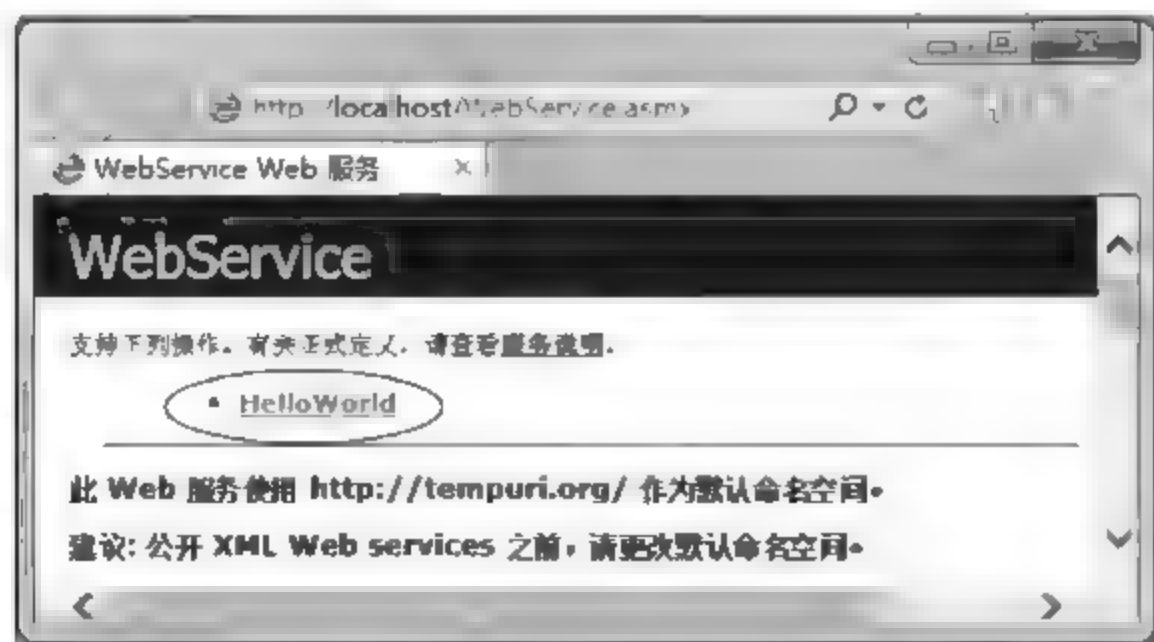 http://localhost/WebService.asmx
WebService Web 服务
WebService
支持下列操作。有关正式定义，请查看服务说明。
• HelloWorld
此 Web 服务使用 http://tempuri.org/ 作为默认命名空间。
建议: 公开 XML Web services 之前，请更改默认命名空间。